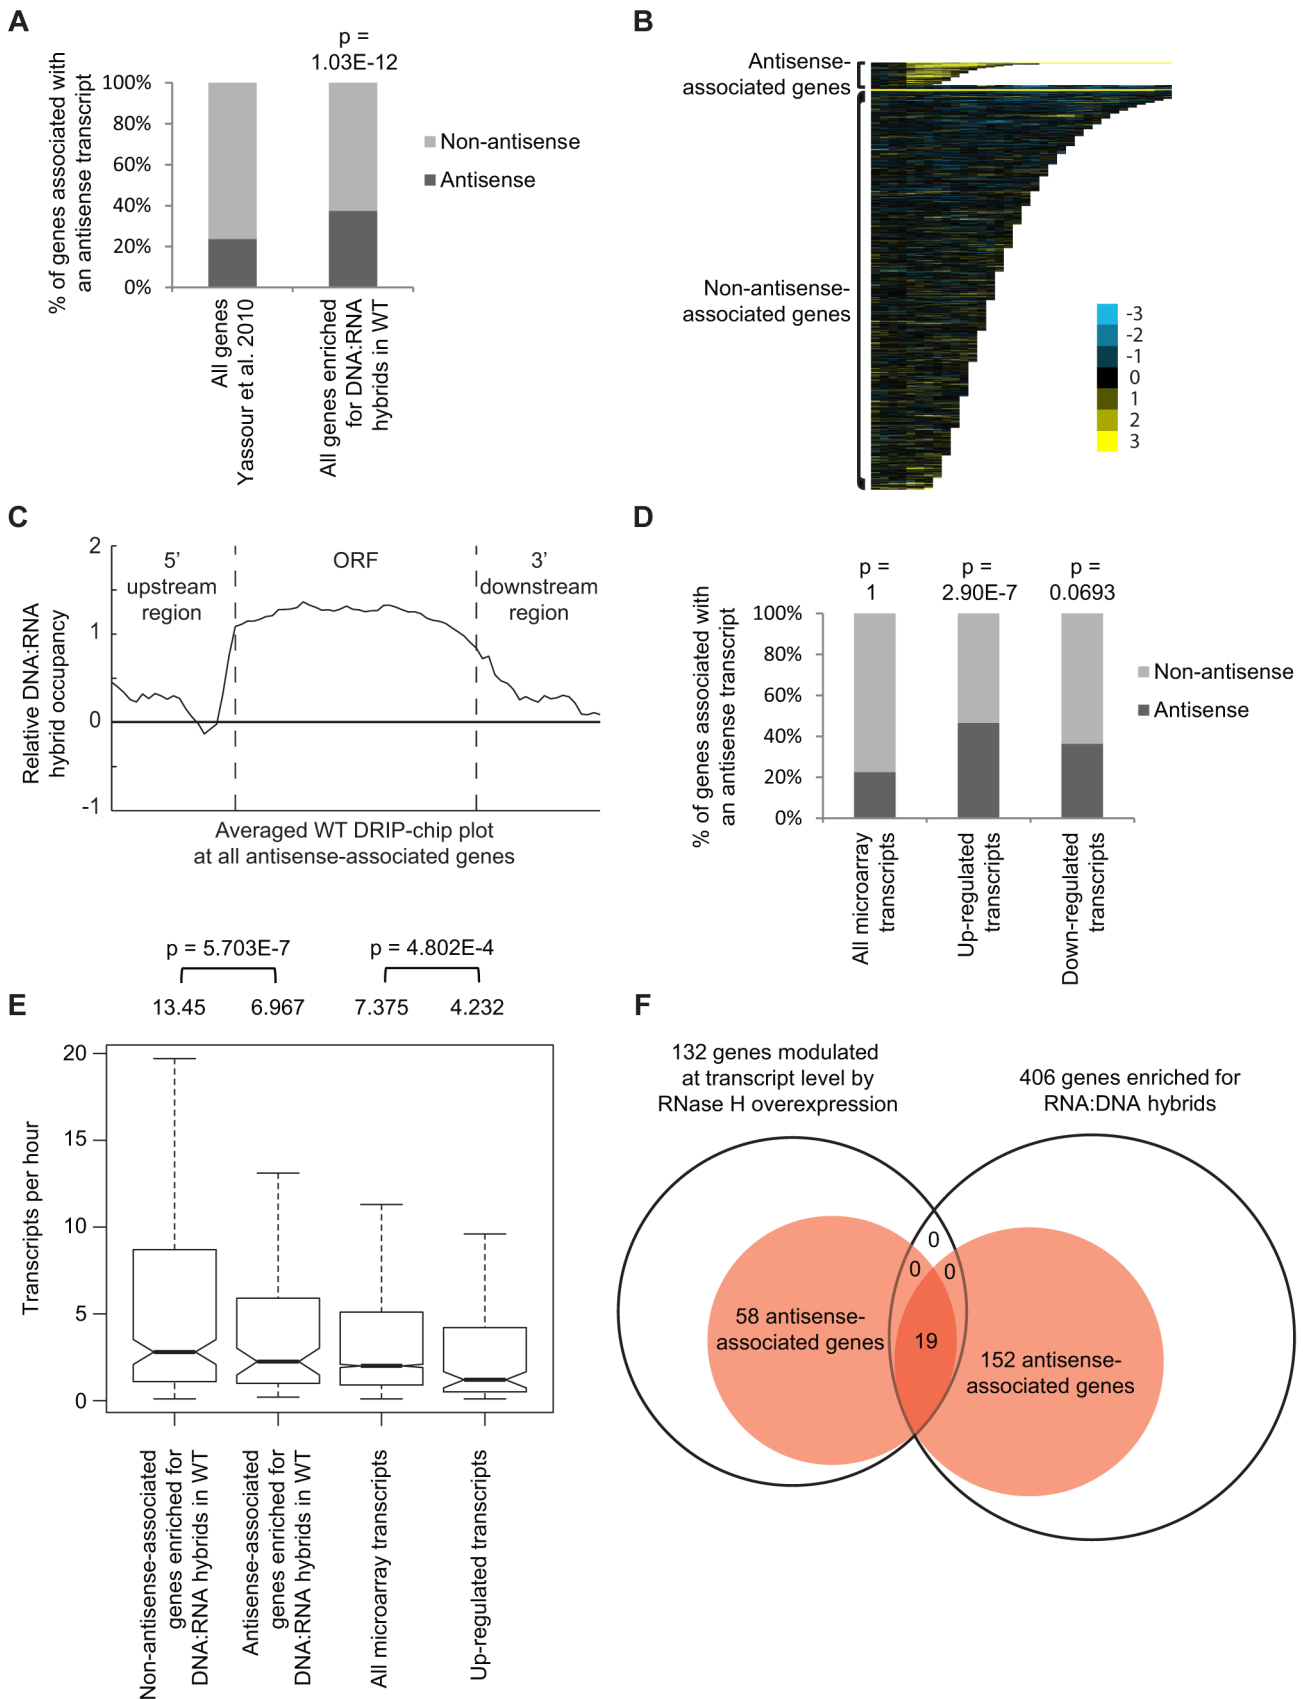 A
p =
1.03E-12
% of genes associated with
an antisense transcript
100%
80%
60%
40%
20%
0%
Non-antisense
Antisense
All genes
Yassour et al. 2010
All genes enriched
for DNA:RNA
hybrids in WT
B
Antisense-
associated genes
Non-antisense-
associated genes
-3
-2
-1
0
1
2
3
C
Relative DNA:RNA
hybrid occupancy
2
1
0
-1
5’
upstream
region
ORF
3’
downstream
region
Averaged WT DRIP-chip plot
at all antisense-associated genes
D
% of genes associated with
an antisense transcript
p =
1
p =
2.90E-7
p =
0.0693
100%
80%
60%
40%
20%
0%
Non-antisense
Antisense
All microarray
transcripts
Up-regulated
transcripts
Down-regulated
transcripts
E
p = 5.703E-7
p = 4.802E-4
13.45
6.967
7.375
4.232
Transcripts per hour
20
15
10
5
0
Non-antisense-associated
genes enriched for
DNA:RNA hybrids in WT
Antisense-associated
genes enriched for
DNA:RNA hybrids in WT
All microarray transcripts
Up-regulated transcripts
F
132 genes modulated
at transcript level by
RNase H overexpression
406 genes enriched for
RNA:DNA hybrids
0
0
0
58 antisense-
associated genes
19
152 antisense-
associated genes